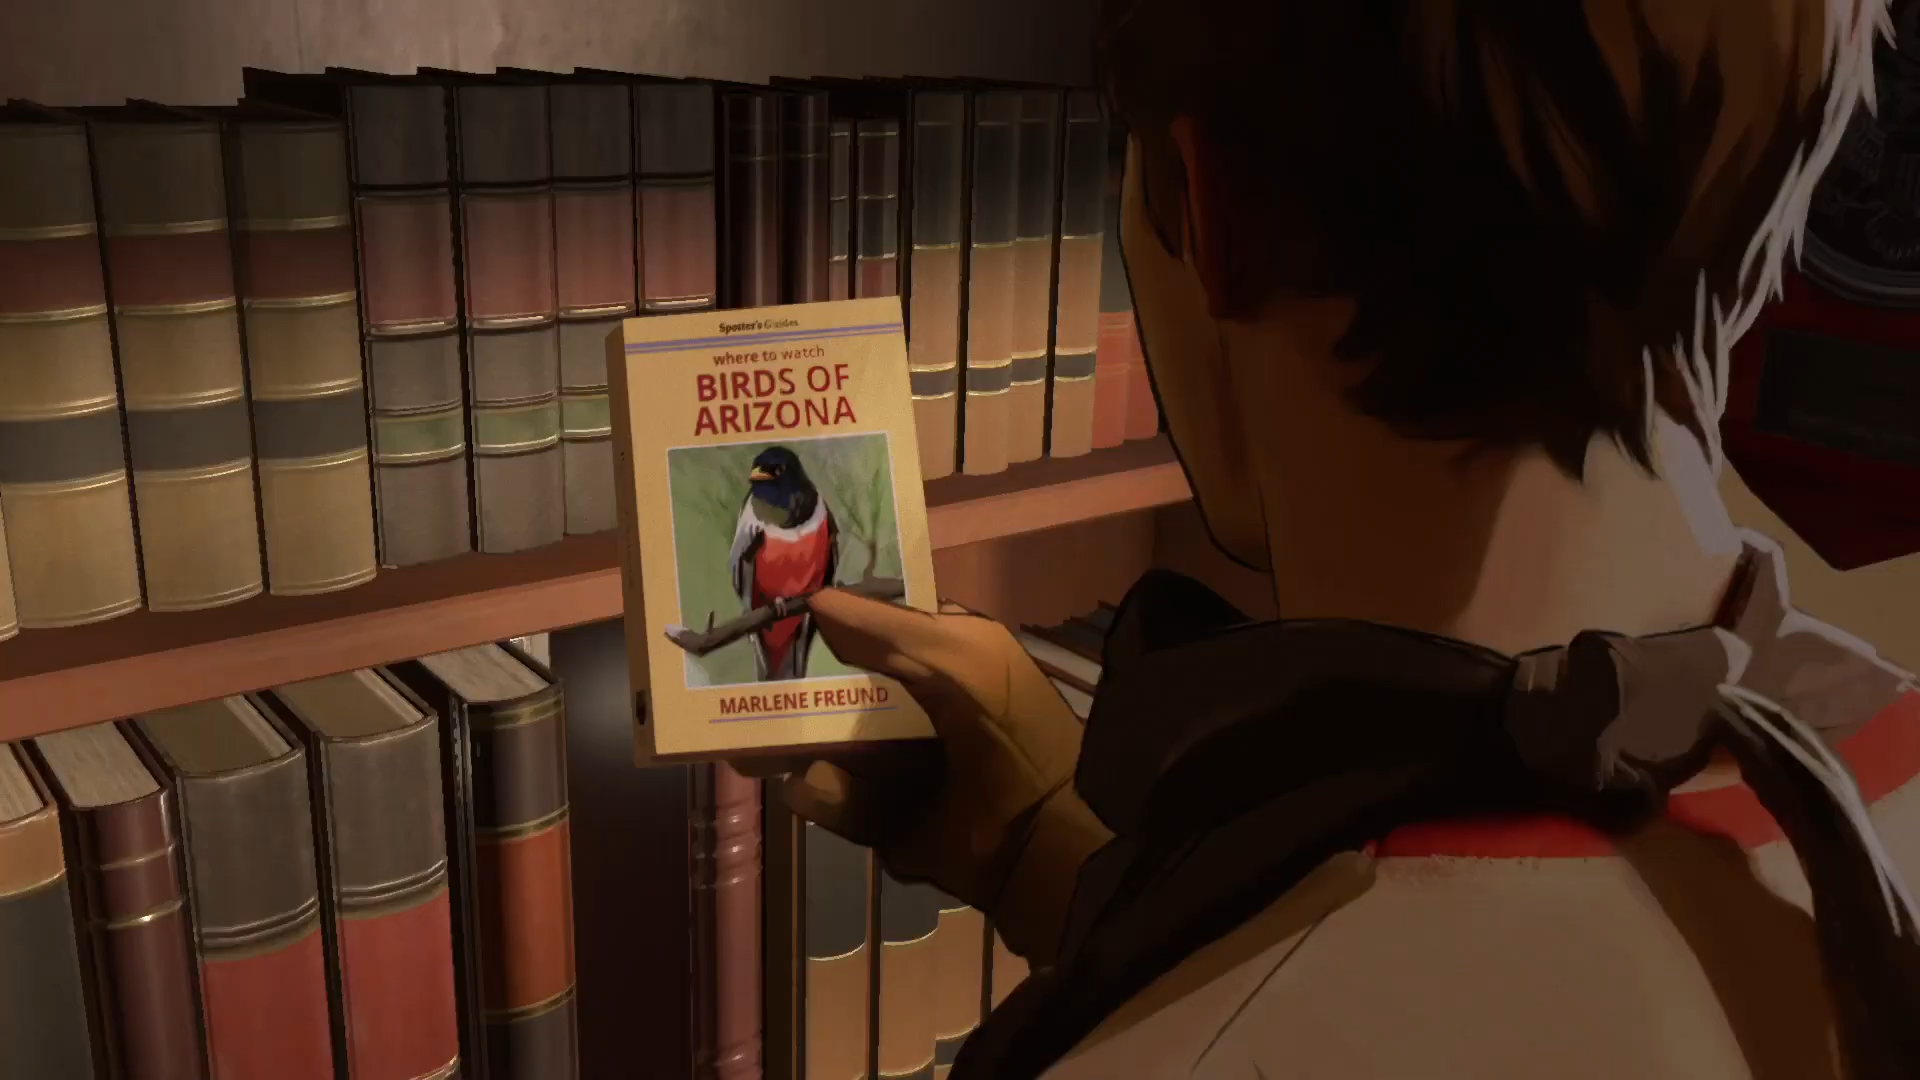 Spotter's Guides
where to watch
BIRDS OF
ARIZONA
MARLENE FREUND